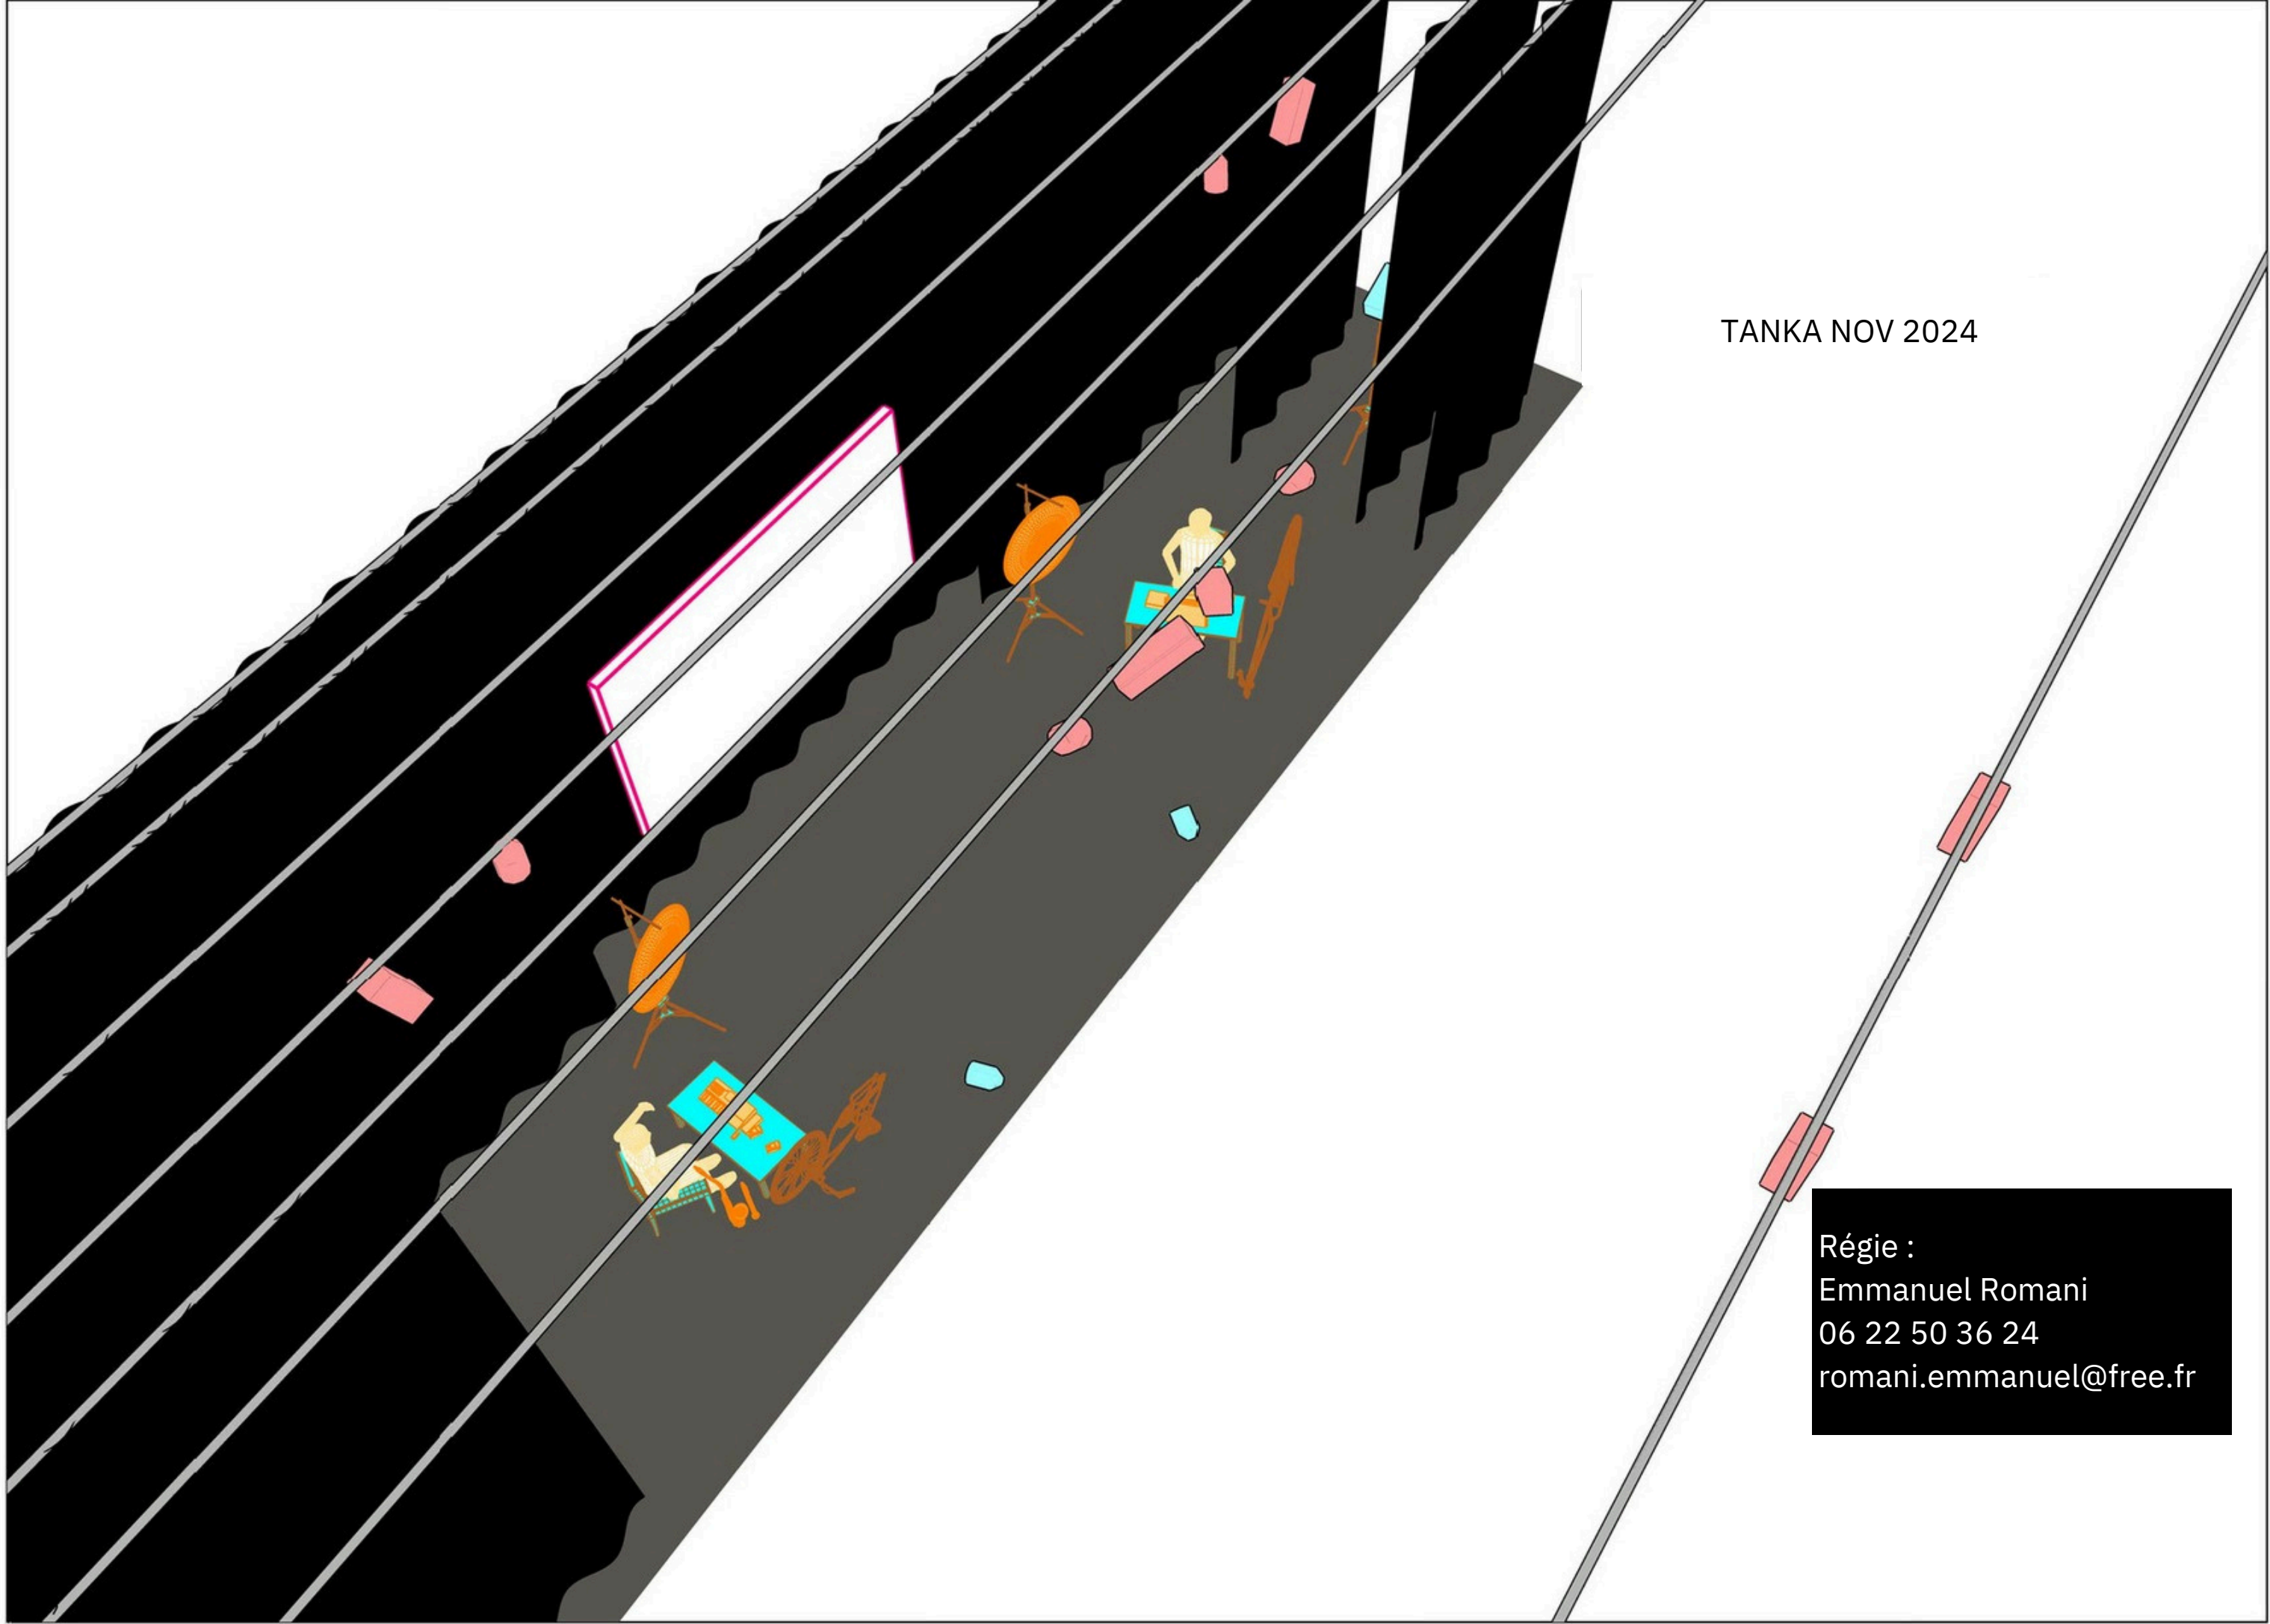 TANKA NOV 2024
Régie :
Emmanuel Romani
06 22 50 36 24
romani.emmanuel@free.fr